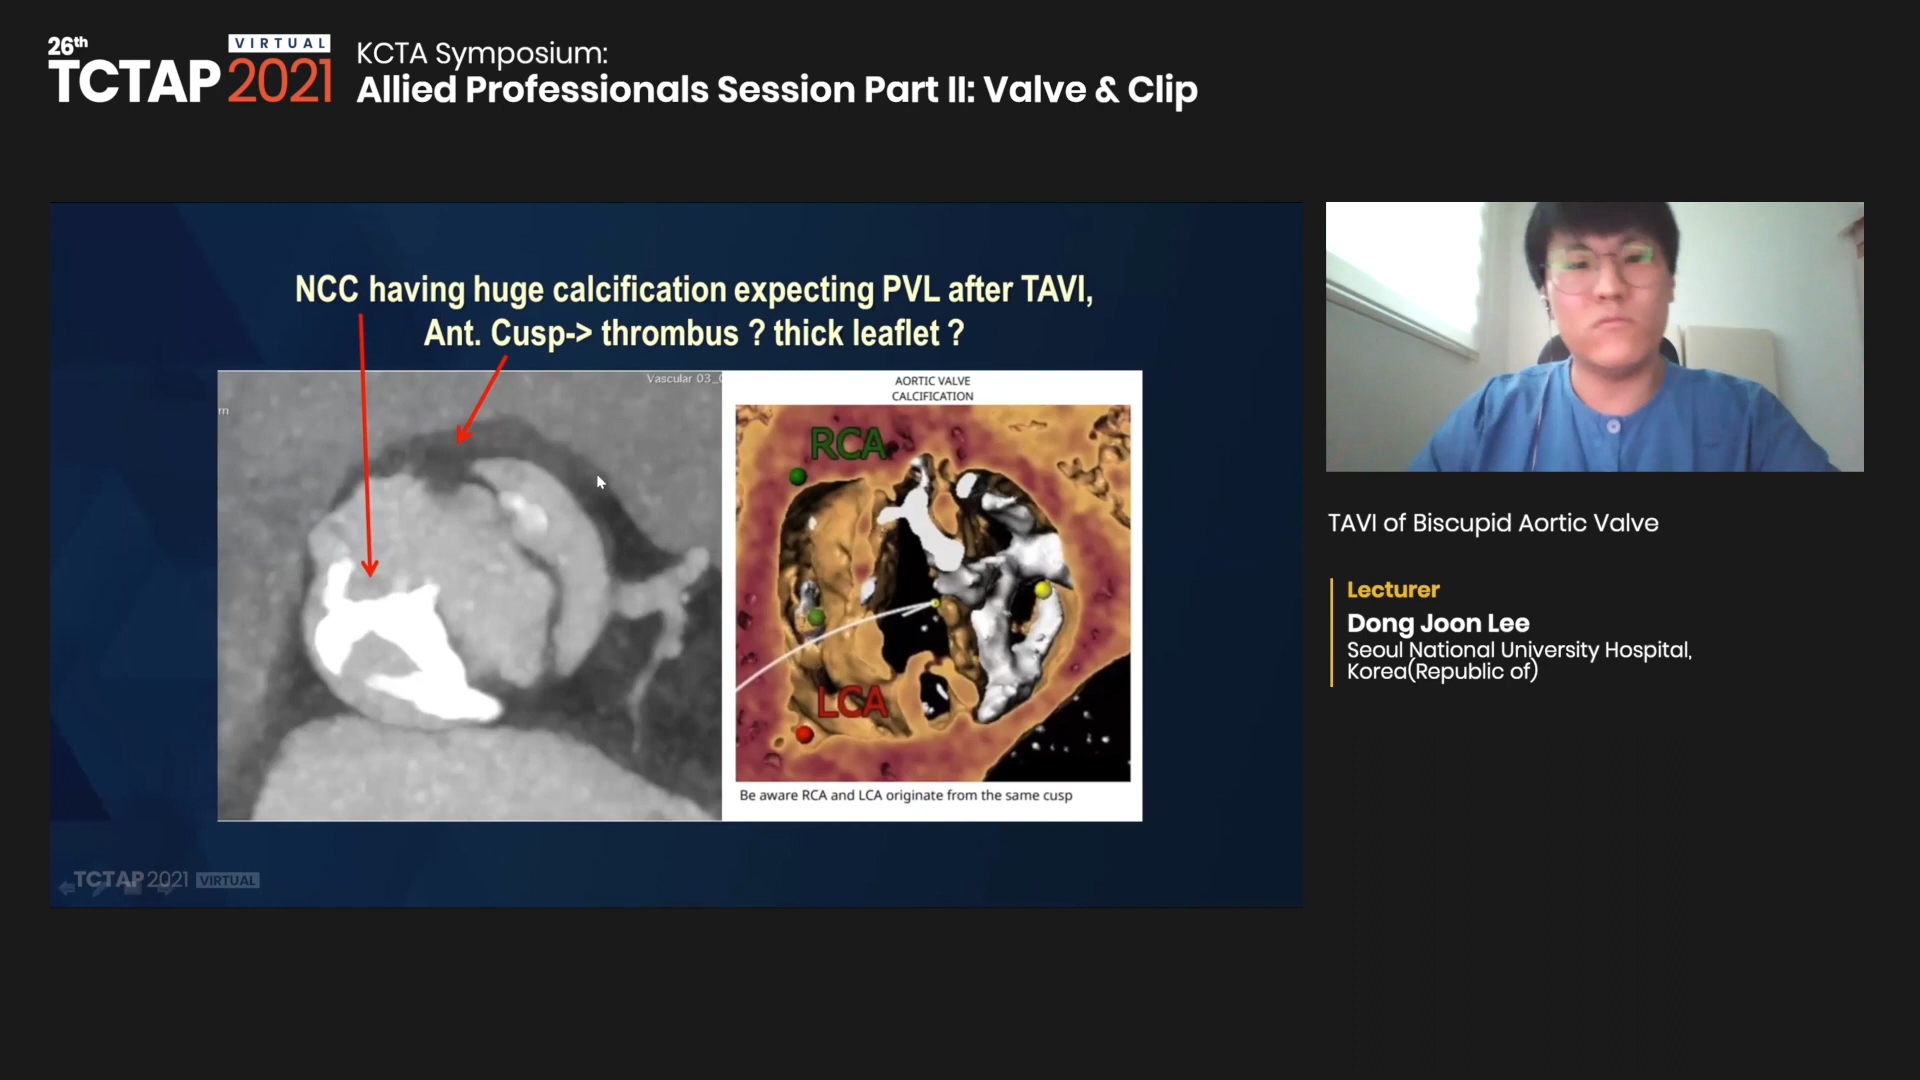 26th
VIRTUAL
TCTAP 2021
KCTA Symposium:
Allied Professionals Session Part II: Valve & Clip
NCC having huge calcification expecting PVL after TAVI,
Ant. Cusp-> thrombus ? thick leaflet ?
Vascular 03_
m
AORTIC VALVE
CALCIFICATION
RCA
LCA
Be aware RCA and LCA originate from the same cusp
TCTAP 2021 VIRTUAL
TAVI of Biscupid Aortic Valve
Lecturer
Dong Joon Lee
Seoul National University Hospital,
Korea(Republic of)